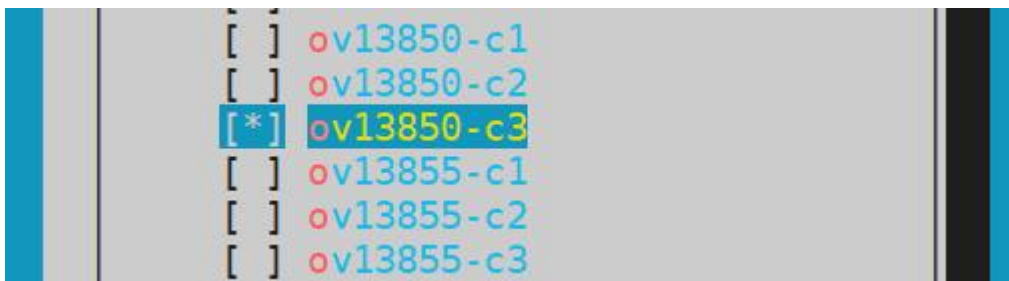 [ ] ov13850-c1
[ ] ov13850-c2
[*] ov13850-c3
[ ] ov13855-c1
[ ] ov13855-c2
[ ] ov13855-c3